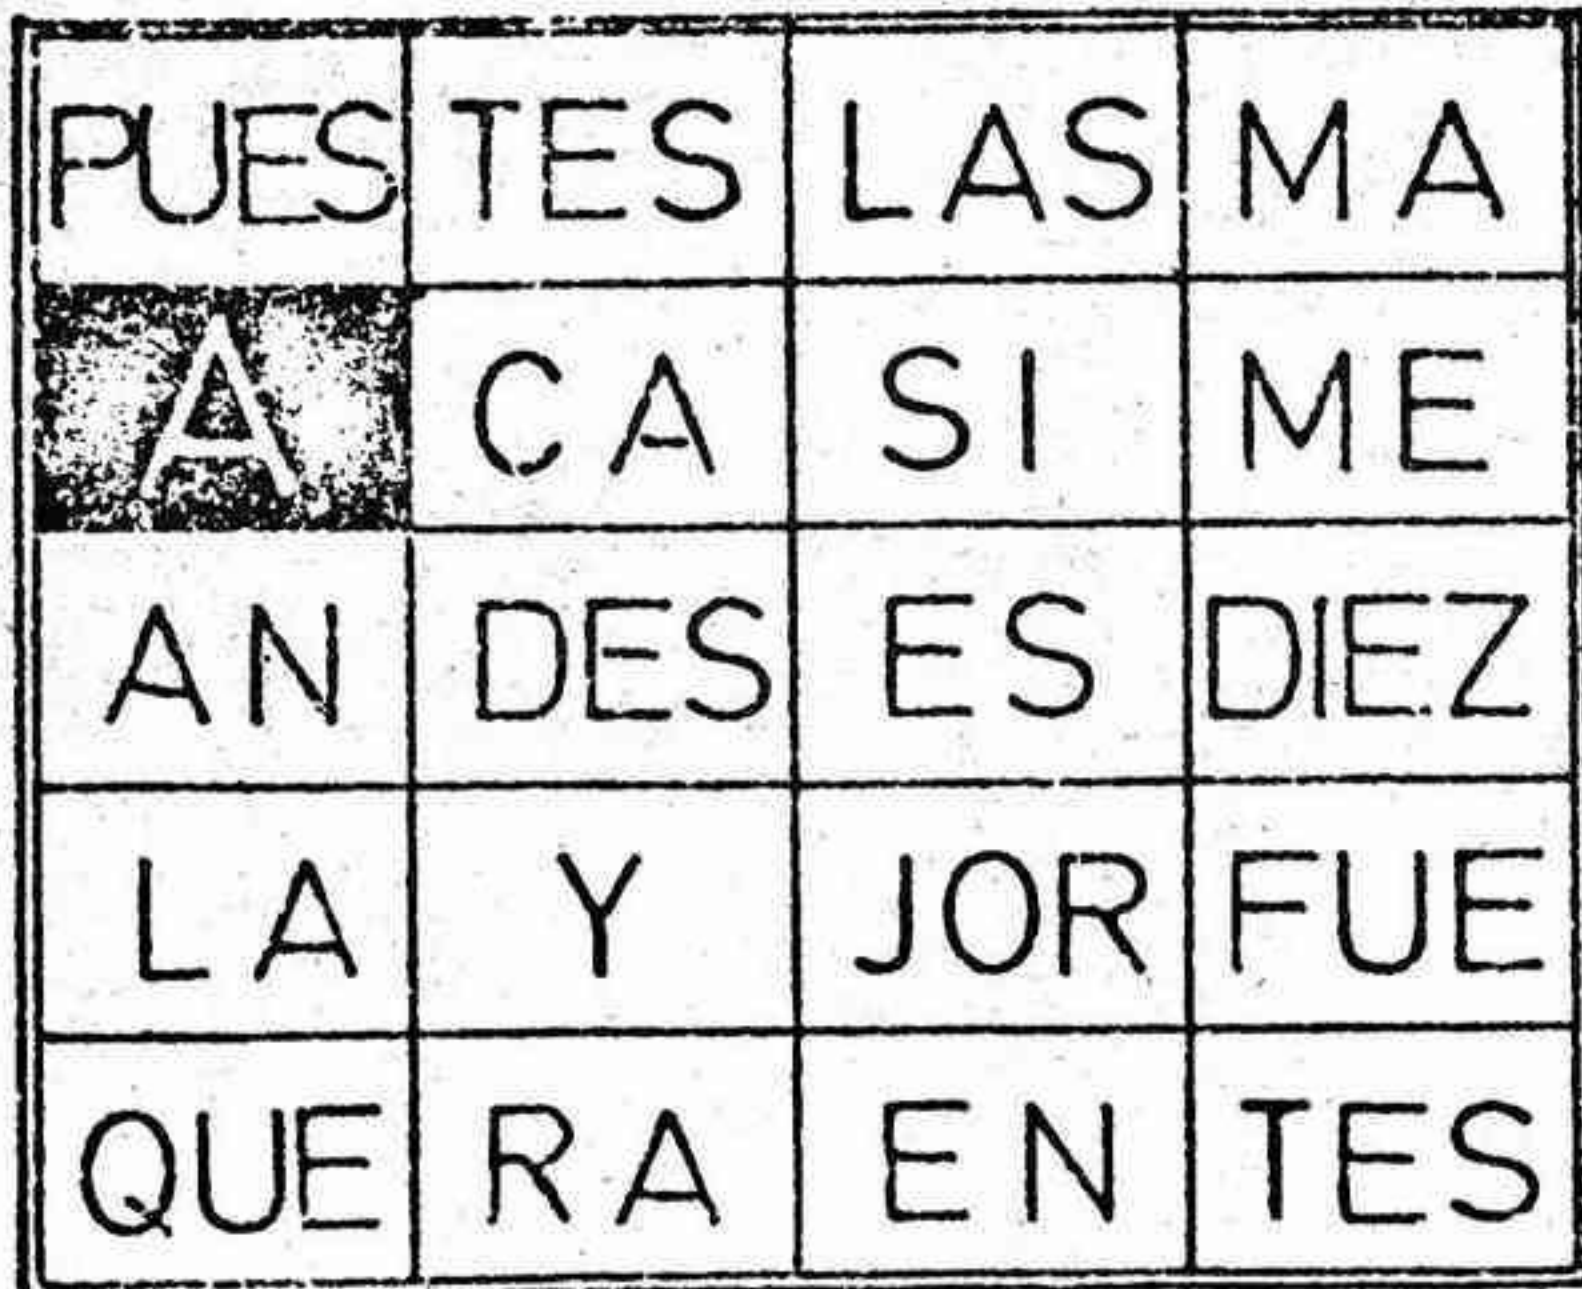 PUES TES LAS MA
A CA SI ME
AN DES ES DIEZ
LA Y JOR FUE
QUE RA EN TES